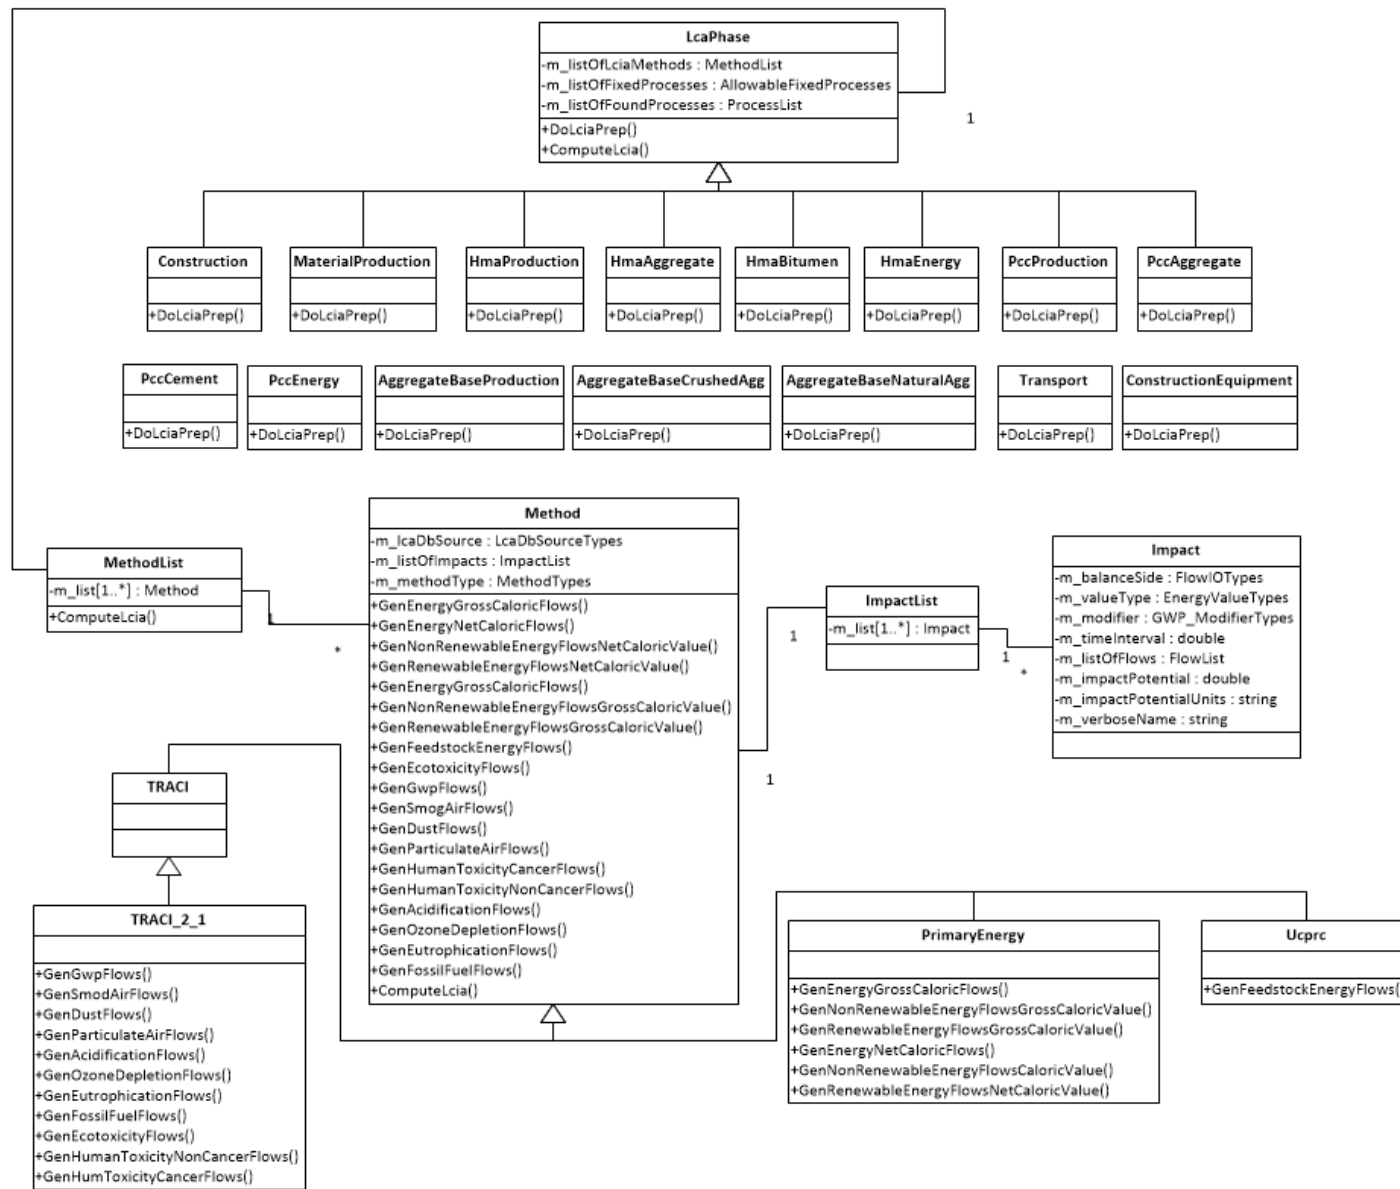 LcaPhase
-m_listOfLciaMethods : MethodList
-m_listOfFixedProcesses : AllowableFixedProcesses
-m_listOfFoundProcesses : ProcessList
+DoLciaPrep()
+ComputeLcia()
1
Construction
+DoLciaPrep()
MaterialProduction
+DoLciaPrep()
HmaProduction
+DoLciaPrep()
HmaAggregate
+DoLciaPrep()
HmaBitumen
+DoLciaPrep()
HmaEnergy
+DoLciaPrep()
PccProduction
+DoLciaPrep()
PccAggregate
+DoLciaPrep()
PccCement
+DoLciaPrep()
PccEnergy
+DoLciaPrep()
AggregateBaseProduction
+DoLciaPrep()
AggregateBaseCrushedAgg
+DoLciaPrep()
AggregateBaseNaturalAgg
+DoLciaPrep()
Transport
+DoLciaPrep()
ConstructionEquipment
+DoLciaPrep()
MethodList
-m_list[1..*] : Method
+ComputeLcia()
1
*
Method
-m_lcaDbSource : LcaDbSourceTypes
-m_listOfImpacts : ImpactList
-m_methodType : MethodTypes
+GenEnergyGrossCaloricFlows()
+GenEnergyNetCaloricFlows()
+GenNonRenewableEnergyFlowsNetCaloricValue()
+GenRenewableEnergyFlowsNetCaloricValue()
+GenEnergyGrossCaloricFlows()
+GenNonRenewableEnergyFlowsGrossCaloricValue()
+GenRenewableEnergyFlowsGrossCaloricValue()
+GenFeedstockEnergyFlows()
+GenEcotoxicityFlows()
+GenGwpFlows()
+GenSmogAirFlows()
+GenDustFlows()
+GenParticulateAirFlows()
+GenHumanToxicityCancerFlows()
+GenHumanToxicityNonCancerFlows()
+GenAcidificationFlows()
+GenOzoneDepletionFlows()
+GenEutrophicationFlows()
+GenFossilFuelFlows()
+ComputeLcia()
1
1
ImpactList
-m_list[1..*] : Impact
1
*
Impact
-m_balanceSide : FlowIOTypes
-m_valueType : EnergyValueTypes
-m_modifier : GWP_ModifierTypes
-m_timeInterval : double
-m_listOfFlows : FlowList
-m_impactPotential : double
-m_impactPotentialUnits : string
-m_verboseName : string
TRACI
TRACI_2_1
+GenGwpFlows()
+GenSmodAirFlows()
+GenDustFlows()
+GenParticulateAirFlows()
+GenAcidificationFlows()
+GenOzoneDepletionFlows()
+GenEutrophicationFlows()
+GenFossilFuelFlows()
+GenEcotoxicityFlows()
+GenHumanToxicityNonCancerFlows()
+GenHumToxicityCancerFlows()
PrimaryEnergy
+GenEnergyGrossCaloricFlows()
+GenNonRenewableEnergyFlowsGrossCaloricValue()
+GenRenewableEnergyFlowsGrossCaloricValue()
+GenEnergyNetCaloricFlows()
+GenNonRenewableEnergyFlowsCaloricValue()
+GenRenewableEnergyFlowsNetCaloricValue()
Ucprc
+GenFeedstockEnergyFlows()